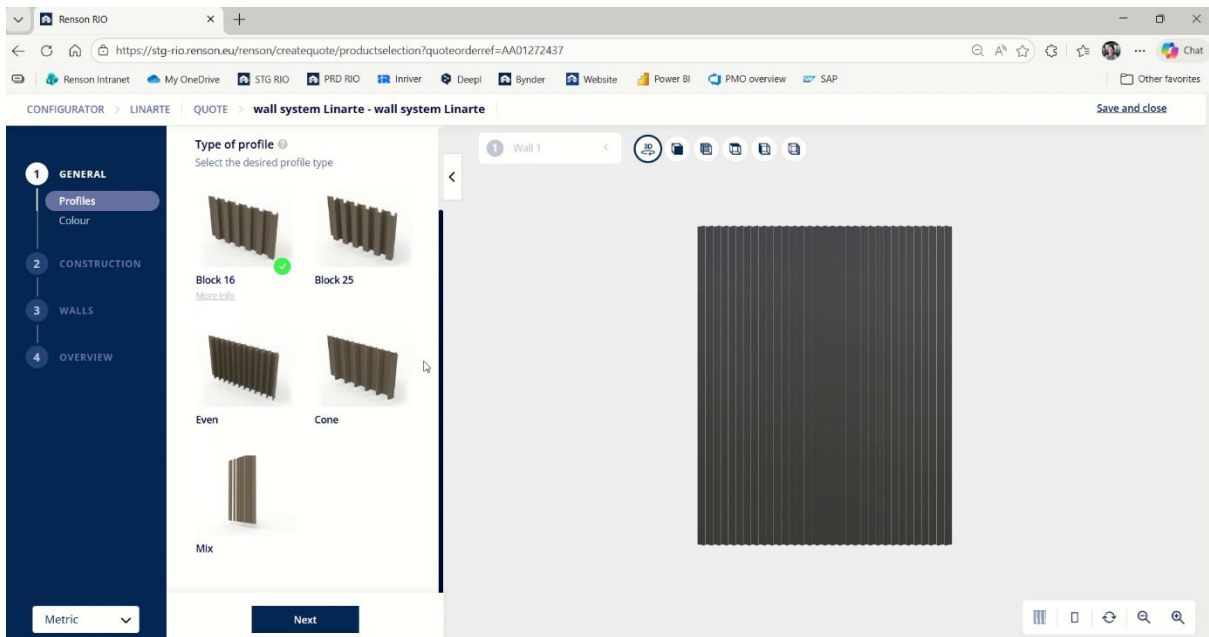 Renson RIO
https://stg-rio.renson.eu/renson/createquote/productselection?quoteorderref=AA01272437
Chat
Renson Intranet My OneDrive STG RIO PRD RIO Inriver Deepl Bynder Website Power BI PMO overview SAP Other favorites
CONFIGURATOR > LINARTE QUOTE > wall system Linarte - wall system Linarte Save and close
1 GENERAL
Profiles
Colour
2 CONSTRUCTION
3 WALLS
4 OVERVIEW
Metric
Type of profile
Select the desired profile type
Block 16 Block 25
More info
Even Cone
Mix
Next
1 Wall 1
3D